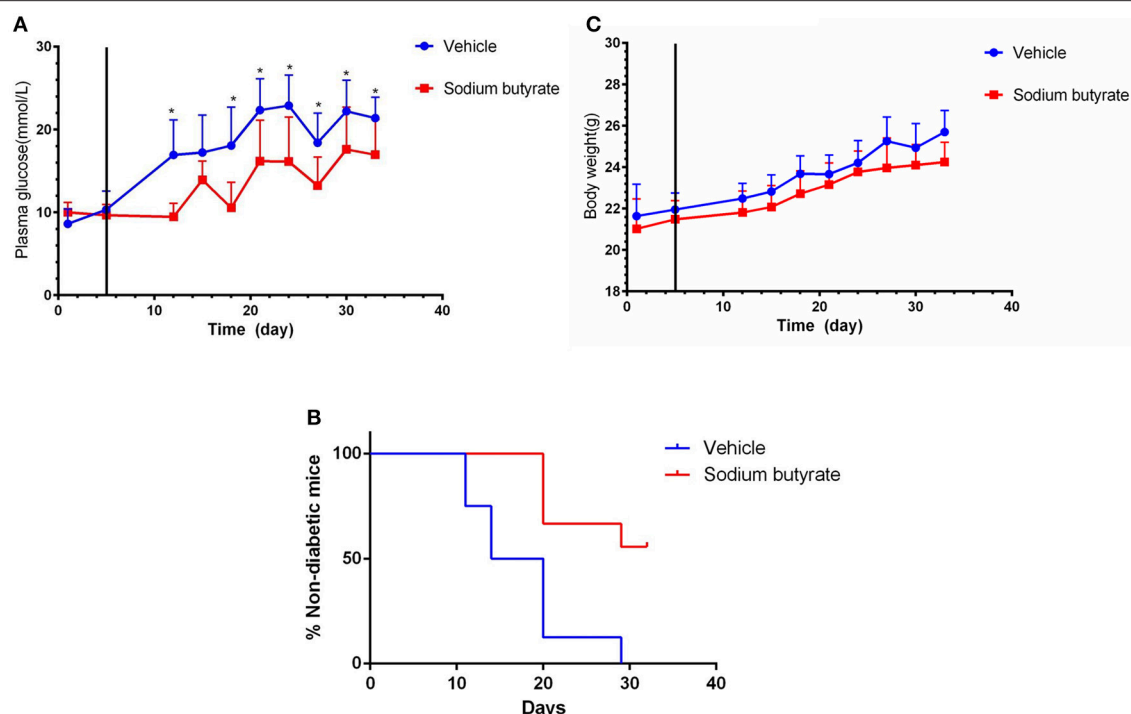 A
Vehicle
Sodium butyrate
Plasma glucose(mmol/L)
30
20
10
0
* * * * * * *
0 10 20 30 40
Time (day)
C
Vehicle
Sodium butyrate
Body weight(g)
30
28
26
24
22
20
18
0 10 20 30 40
Time (day)
B
Vehicle
Sodium butyrate
% Non-diabetic mice
100
50
0
0 10 20 30 40
Days